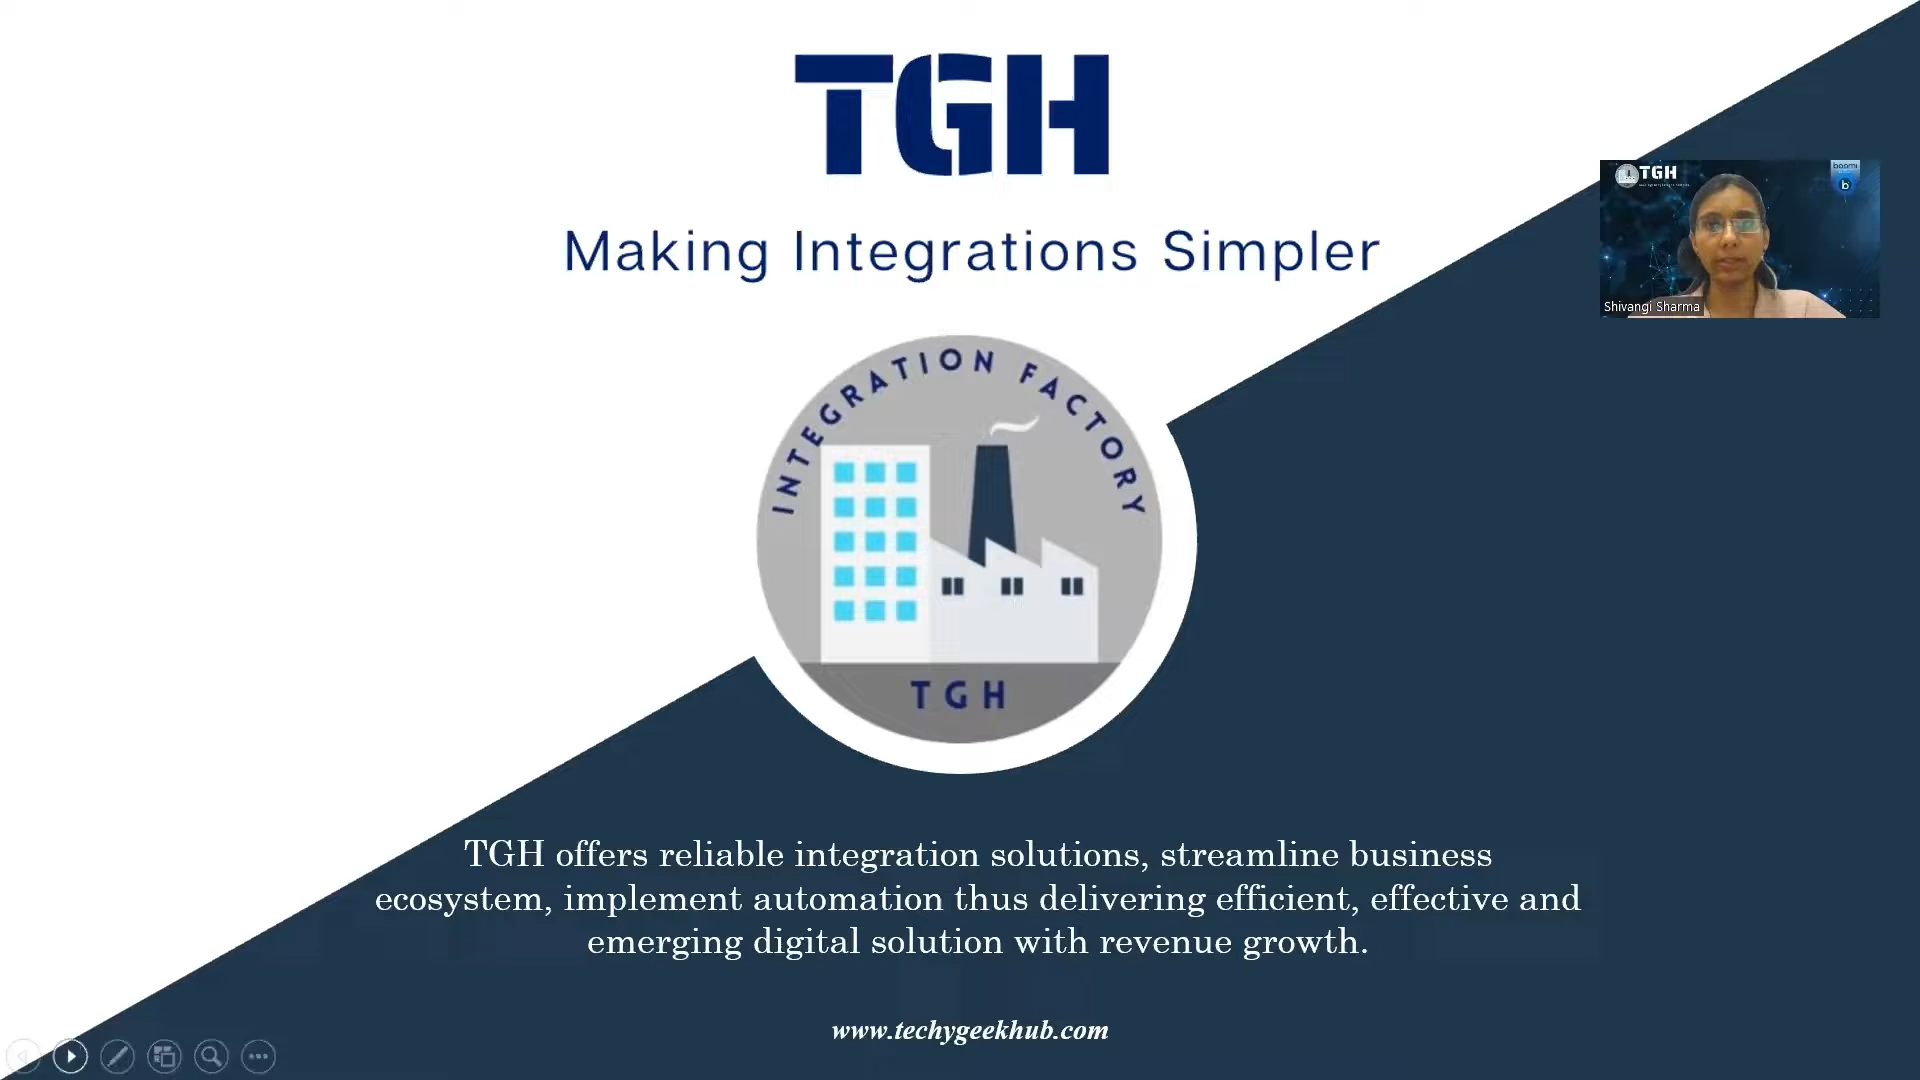 TGH
Making Integrations Simpler
TGH
boomi
b
Shivangi Sharma
INTEGRATION FACTORY
TGH
TGH offers reliable integration solutions, streamline business
ecosystem, implement automation thus delivering efficient, effective and
emerging digital solution with revenue growth.
www.techygeekhub.com